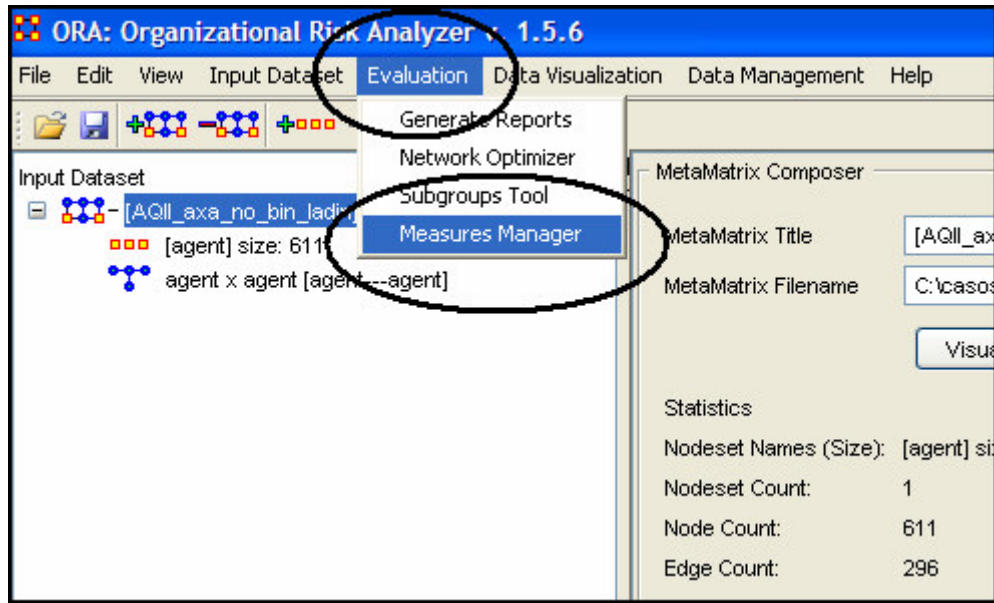 ORA: Organizational Risk Analyzer v. 1.5.6
File Edit View Input Dataset Evaluation Data Visualization Data Management Help
Generate Reports
Network Optimizer
Subgroups Tool
Measures Manager
Input Dataset
[AQII_axa_no_bin_ladin]
[agent] size: 611
agent x agent [agent---agent]
MetaMatrix Composer
MetaMatrix Title [AQII_ax
MetaMatrix Filename C:\casos
Visua
Statistics
Nodeset Names (Size): [agent] si
Nodeset Count: 1
Node Count: 611
Edge Count: 296